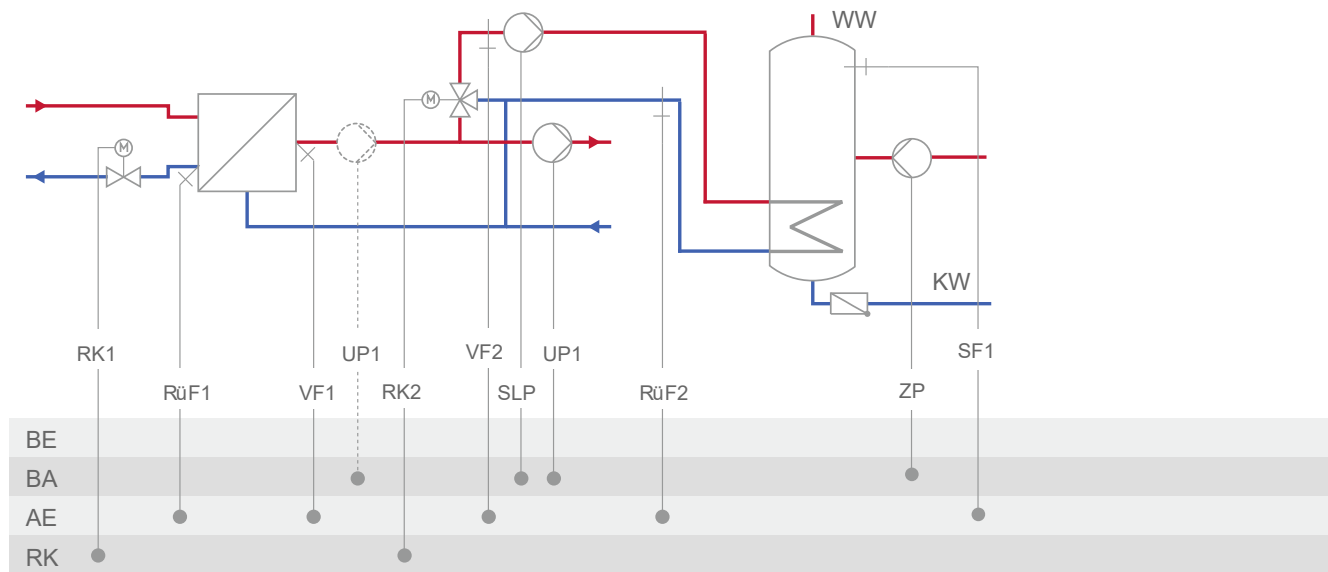 WW
M
M
KW
RK1 UP1 VF2 UP1 SF1
RüF1 VF1 RK2 SLP RüF2 ZP
BE
BA
AE
RK